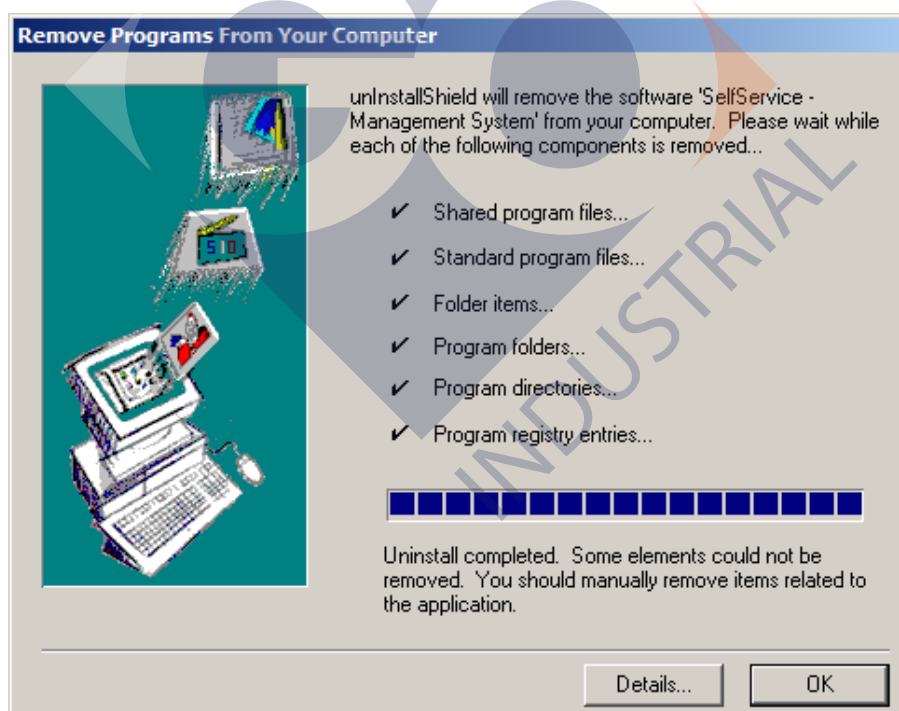 Remove Programs From Your Computer
unInstallShield will remove the software 'SelfService -
Management System' from your computer.  Please wait while
each of the following components is removed...
✔ Shared program files...
✔ Standard program files...
✔ Folder items...
✔ Program folders...
✔ Program directories...
✔ Program registry entries...
Uninstall completed.  Some elements could not be
removed.  You should manually remove items related to
the application.
Details...
OK
INDUSTRIAL
510